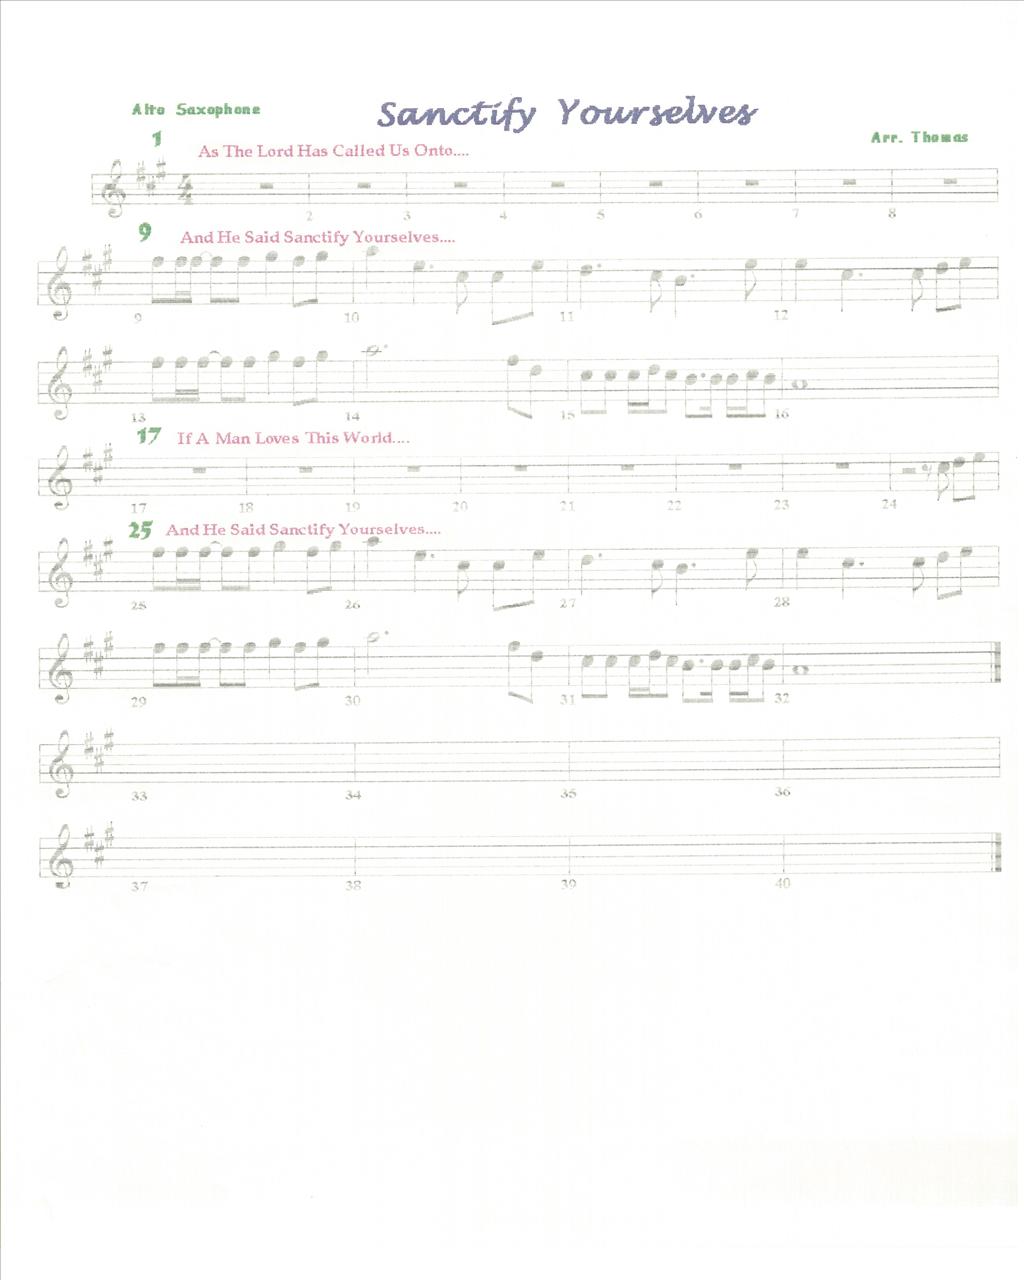 Alto Saxophone
Sanctify Yourselves
Arr. Thomas
1
As The Lord Has Called Us Onto....
4
4
2 3 4 5 6 7 8
9
And He Said Sanctify Yourselves....
9 10 11 12
13 14 15 16
17
If A Man Loves This World....
17 18 19 20 21 22 23 24
25
And He Said Sanctify Yourselves....
25 26 27 28
29 30 31 32
33 34 35 36
37 38 39 40